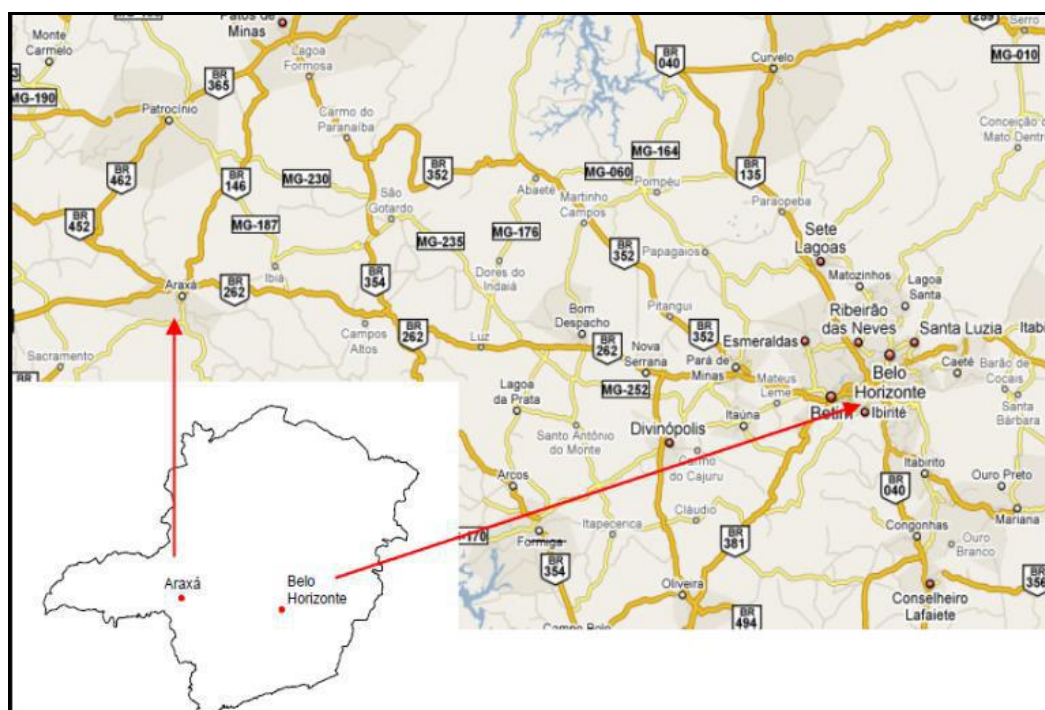 Patos de
Minas
BR
040
Curvelo
Serro
MG-010
Monte
Carmelo
Lagoa
Formosa
BR
365
MG-190
Patrocínio
Carmo do
Paranaíba
Conceição do
Mato Dentro
BR
462
BR
146
MG-230
BR
352
MG-164
MG-060
BR
135
Abaeté
Martinho
Campos
Pompéu
Paraopeba
São
Gotardo
BR
452
MG-187
MG-235
MG-176
BR
352
Papagaios
Sete
Lagoas
Matozinhos
Lagoa
Santa
Ibiá
Dores do
Indaiá
Araxá
BR
262
BR
354
Pitangui
Bom
Despacho
BR
352
Ribeirão
das Neves
Santa Luzia
Campos
Altos
BR
262
Luz
BR
262
Nova
Serrana
Pará de
Minas
Esmeraldas
Belo
Horizonte
Caeté
Barão de
Cocais
Sacramento
MG-252
Mateus
Leme
Betim
Ibirité
Santa
Bárbara
Lagoa
da Prata
Santo Antônio
do Monte
Divinópolis
Itaúna
Carmo
do Cajuru
Itabirito
Ouro Preto
Arcos
BR
040
Mariana
Cláudio
Itapecerica
Congonhas
Ouro
Branco
-170
Formiga
BR
381
BR
354
Oliveira
BR
356
Conselheiro
Lafaiete
BR
494
Campo Belo
Araxá
Belo
Horizonte